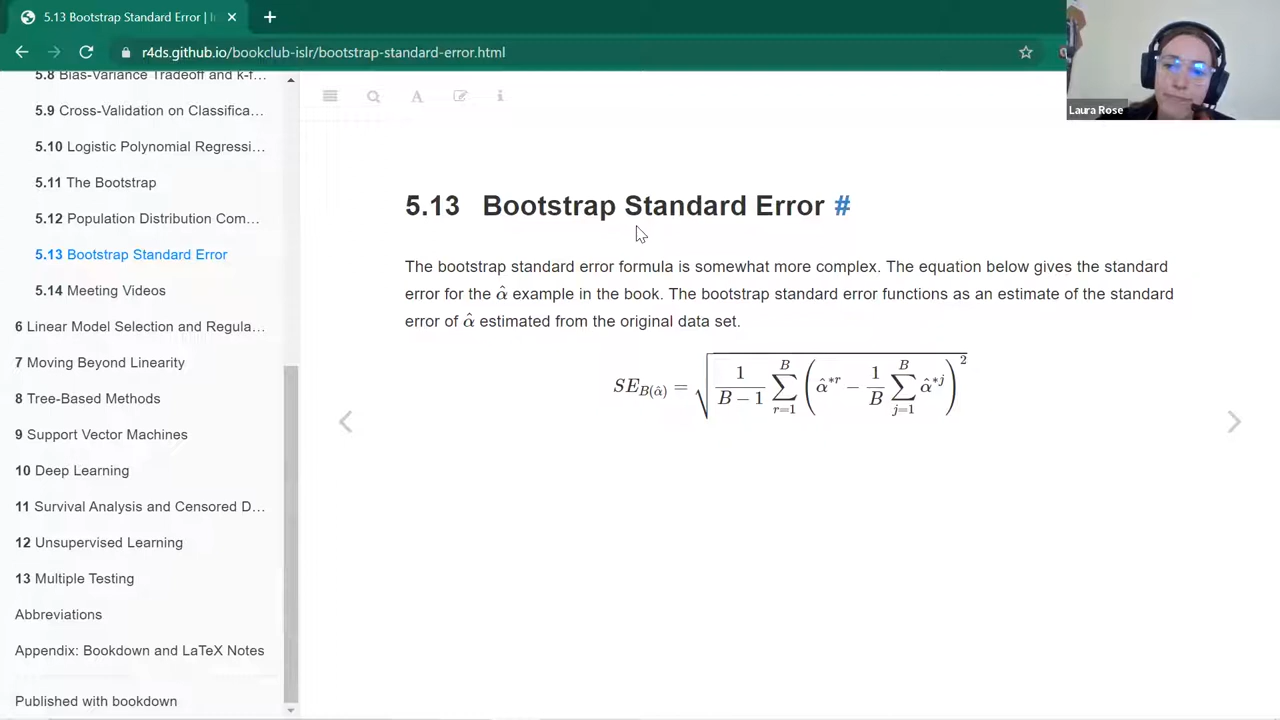 5.13 Bootstrap Standard Error | I
r4ds.github.io/bookclub-islr/bootstrap-standard-error.html
Laura Rose
5.8 Bias-Variance Tradeoff and k-f...
5.9 Cross-Validation on Classifica...
5.10 Logistic Polynomial Regressi...
5.11 The Bootstrap
5.12 Population Distribution Com...
5.13 Bootstrap Standard Error
5.14 Meeting Videos
6 Linear Model Selection and Regula...
7 Moving Beyond Linearity
8 Tree-Based Methods
9 Support Vector Machines
10 Deep Learning
11 Survival Analysis and Censored D...
12 Unsupervised Learning
13 Multiple Testing
Abbreviations
Appendix: Bookdown and LaTeX Notes
Published with bookdown
5.13 Bootstrap Standard Error #
The bootstrap standard error formula is somewhat more complex. The equation below gives the standard
error for the α̂ example in the book. The bootstrap standard error functions as an estimate of the standard
error of α̂ estimated from the original data set.
SE_{B(α̂)} = √(1/(B − 1) ∑_{r=1}^{B} (α̂^{*r} − 1/B ∑_{j=1}^{B} α̂^{*j})^2)